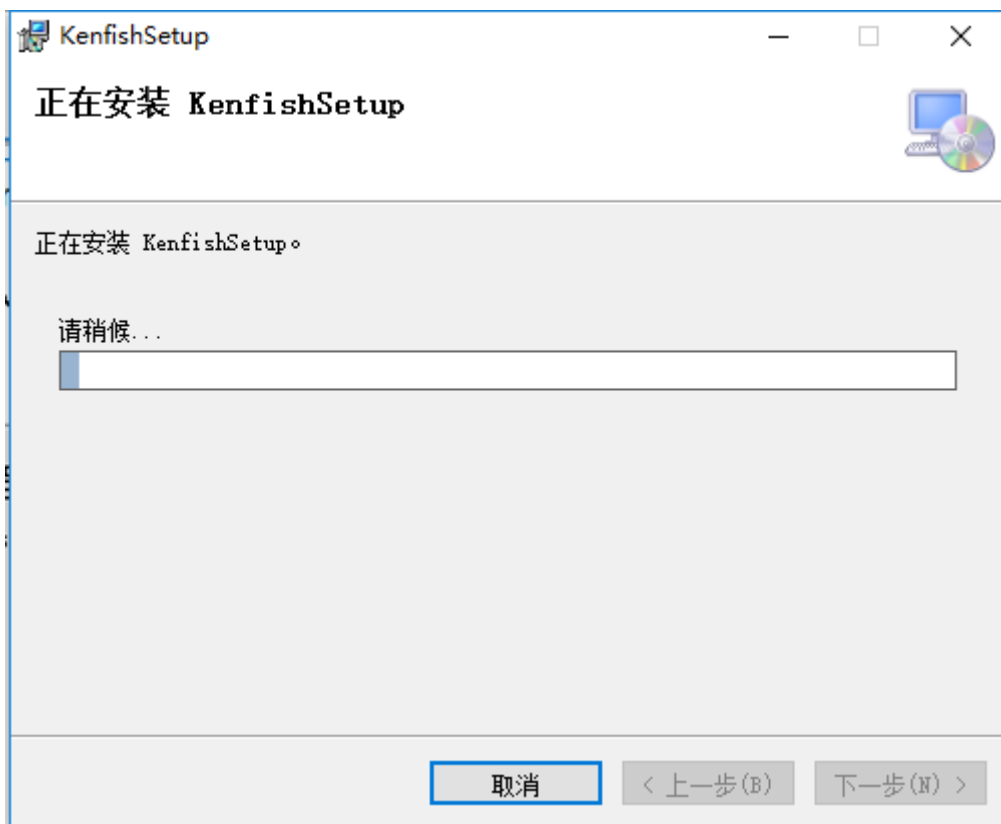 KenfishSetup
正在安装 KenfishSetup
正在安装 KenfishSetup。
请稍候...
取消
< 上一步(B)
下一步(N) >